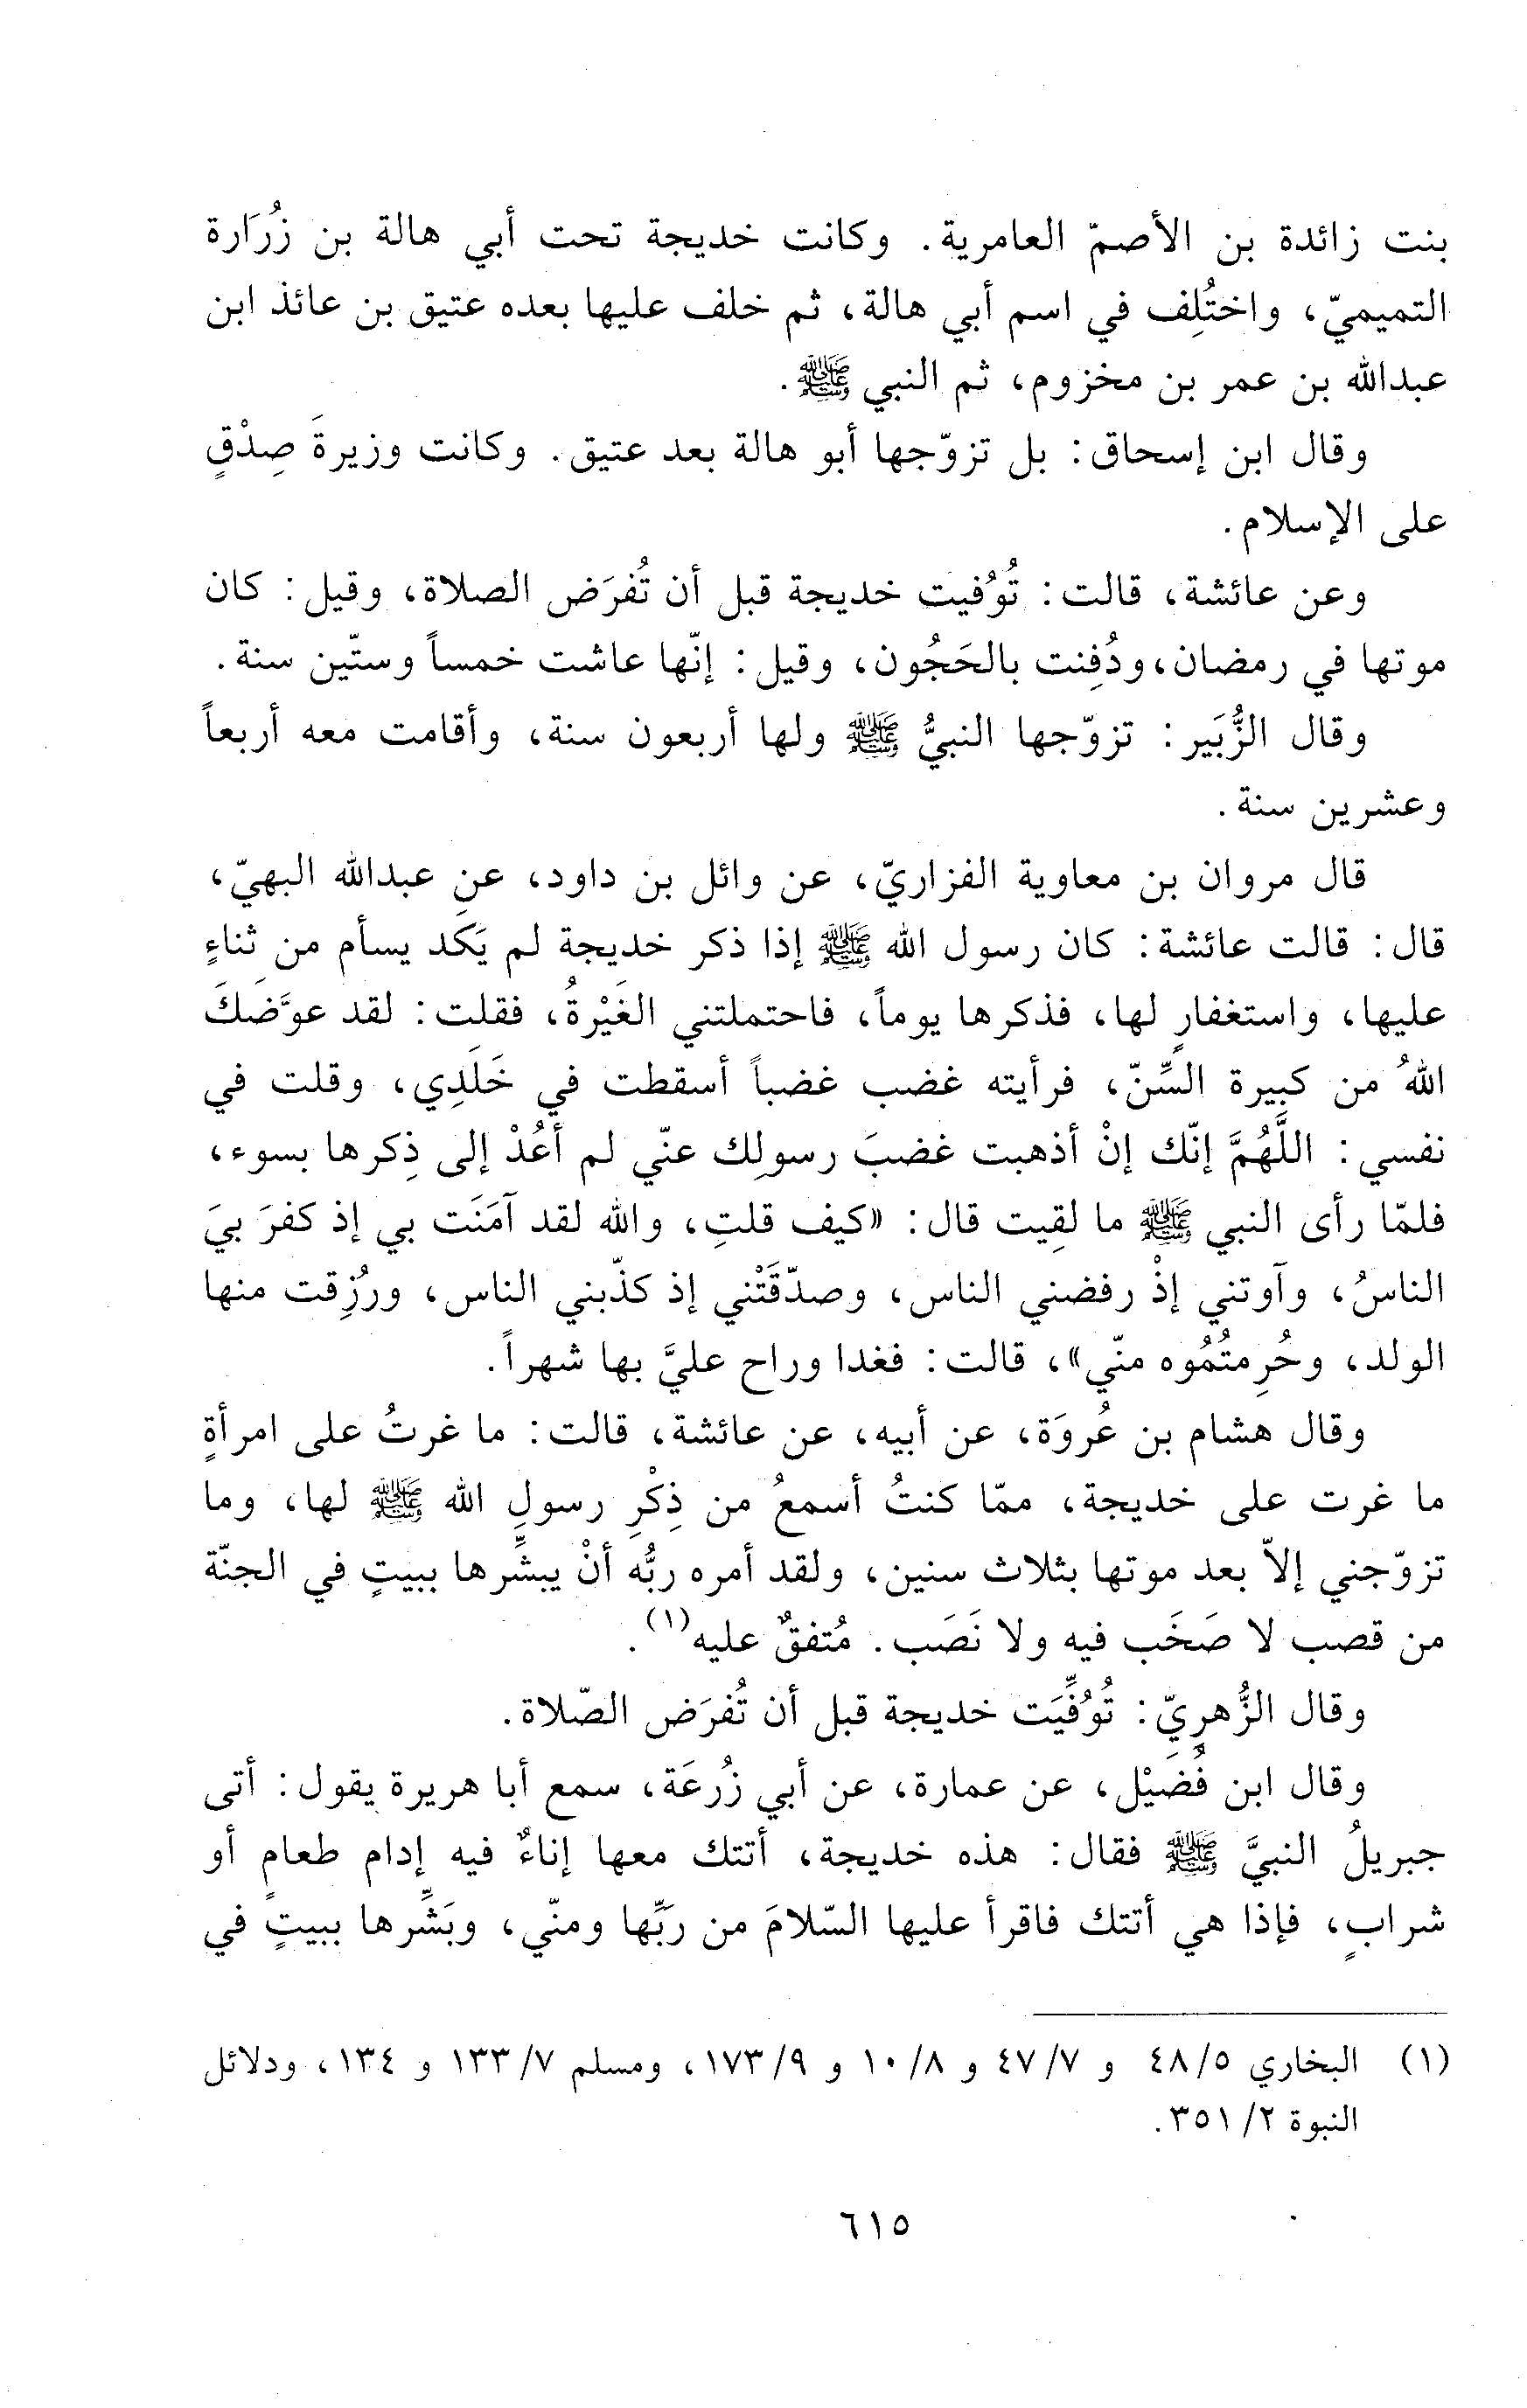 بنت زائدة بن الأصمّ العامرية. وكانت خديجة تحت أبي هالة بن زُرَارة
التميميّ، واختُلِف في اسم أبي هالة، ثم خلف عليها بعده عتيق بن عائذ ابن
عبدالله بن عمر بن مخزوم، ثم النبي ﷺ.
وقال ابن إسحاق: بل تزوّجها أبو هالة بعد عتيق. وكانت وزيرةَ صِدْقٍ
على الإسلام.
وعن عائشة، قالت: تُوُفيت خديجة قبل أن تُفرَض الصلاة، وقيل: كان
موتها في رمضان، ودُفِنت بالحَجُون، وقيل: إنّها عاشت خمساً وستّين سنة.
وقال الزُّبَير: تزوّجها النبيُّ ﷺ ولها أربعون سنة، وأقامت معه أربعاً
وعشرين سنة.
قال مروان بن معاوية الفزاريّ، عن وائل بن داود، عنِ عبدالله البهيّ،
قال: قالت عائشة: كان رسول الله ﷺ إذا ذكر خديجة لم يَكَد يسأم من ثناءٍ
عليها، واستغفارٍ لها، فذكرها يوماً، فاحتملتني الغَيْرةُ، فقلت: لقد عوَّضَكَ
اللهُ من كبيرة السِّنّ، فرأيته غضب غضباً أسقطت في خَلَدِي، وقلت في
نفسي: اللَّهُمَّ إنّك إنْ أذهبت غضبَ رسولِك عنّي لم أعُدْ إلى ذِكرها بسوء،
فلمّا رأى النبي ﷺ ما لقِيت قال: «كيف قلتِ، والله لقد آمَنَت بي إذ كفرَ بيَ
الناسُ، وآوتني إذْ رفضني الناس، وصدّقَتْني إذ كذّبني الناس، ورُزِقت منها
الولد، وحُرِمتُمُوه منّي»، قالت: فغدا وراح عليَّ بها شهراً.
وقال هشام بن عُروَة، عن أبيه، عن عائشة، قالت: ما غرتُ على امرأةٍ
ما غرت على خديجة، ممّا كنتُ أسمعُ من ذِكْرِ رسولِ الله ﷺ لها، وما
تزوّجني إلاّ بعد موتها بثلاث سنين، ولقد أمره ربُّه أنْ يبشِّرها ببيتٍ في الجنّة
من قصب لا صَخَب فيه ولا نَصَب. مُتفقٌ عليه(١).
وقال الزُّهرِيّ: تُوُفِّيَت خديجة قبل أن تُفرَض الصّلاة.
وقال ابن فُضَيْل، عن عمارة، عن أبي زُرعَة، سمع أبا هريرة يقول: أتى
جبريلُ النبيَّ ﷺ فقال: هذه خديجة، أتتك معها إناءٌ فيه إدام طعامٍ أو
شرابٍ، فإذا هي أتتك فاقرأ عليها السّلامَ من ربِّها ومنّي، وبَشِّرها ببيتٍ في
(١) البخاري ٤٨/٥ و ٤٧/٧ و ١٠/٨ و ١٧٣/٩، ومسلم ١٣٣/٧ و ١٣٤، ودلائل
النبوة ٣٥١/٢.
٦١٥